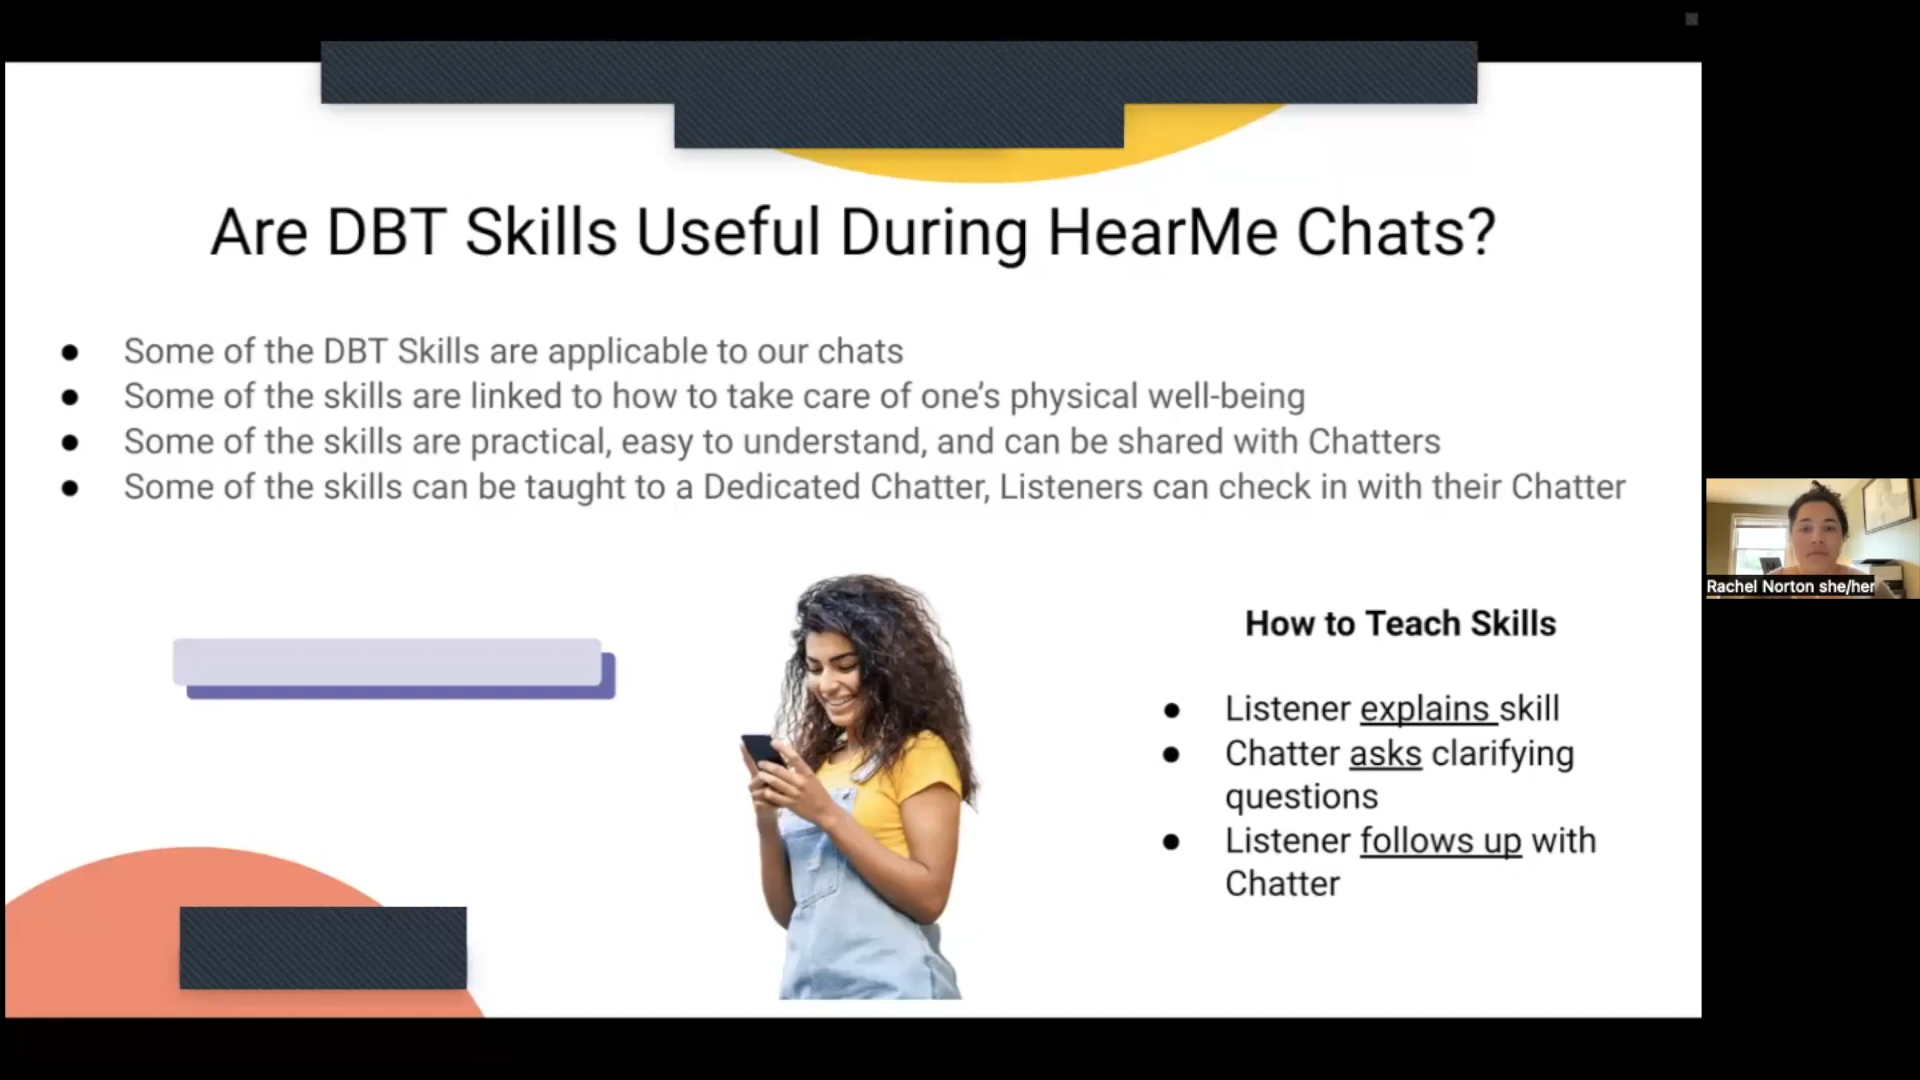 Are DBT Skills Useful During HearMe Chats?
● Some of the DBT Skills are applicable to our chats
● Some of the skills are linked to how to take care of one’s physical well-being
● Some of the skills are practical, easy to understand, and can be shared with Chatters
● Some of the skills can be taught to a Dedicated Chatter, Listeners can check in with their Chatter
How to Teach Skills
● Listener explains skill
● Chatter asks clarifying
questions
● Listener follows up with
Chatter
Rachel Norton she/her